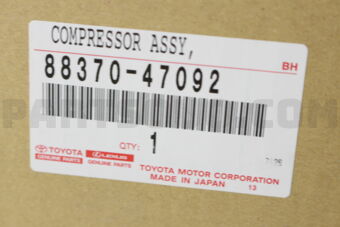 COMPRESSOR ASSY,
BH
88370-47092
QTY: 1
TOYOTA
GENUINE PARTS
LEXUS
GENUINE PARTS
TOYOTA MOTOR CORPORATION
MADE IN JAPAN 13